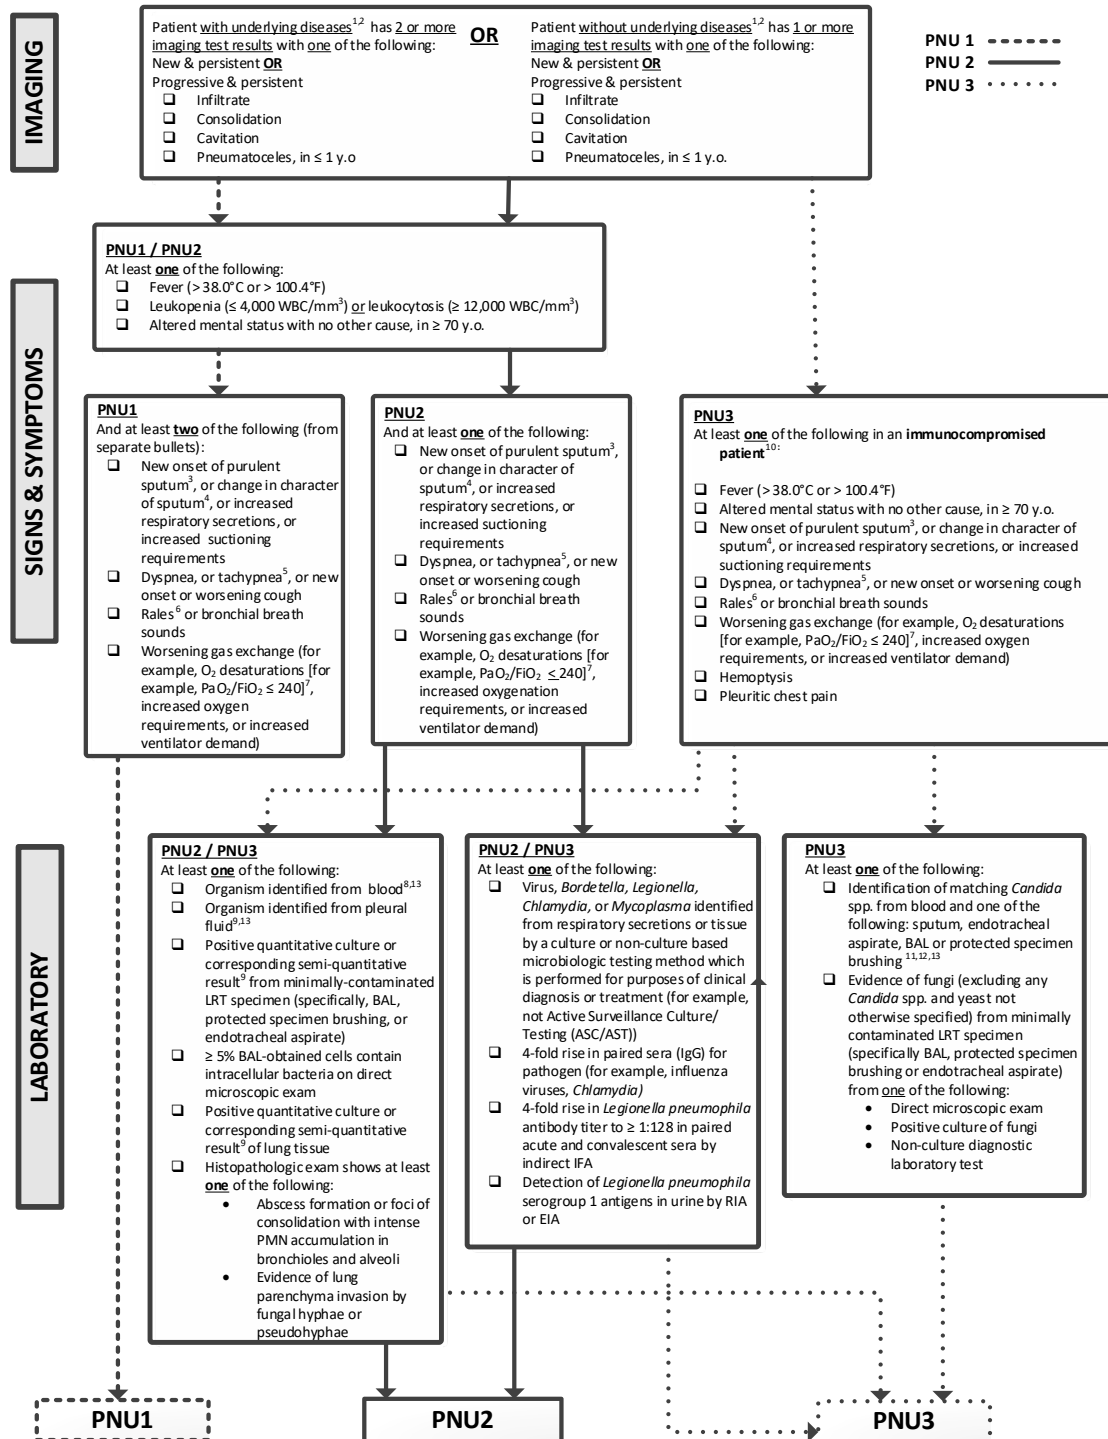 IMAGING
Patient with underlying diseases1,2 has 2 or more
imaging test results with one of the following:
New & persistent OR
Progressive & persistent
❑ Infiltrate
❑ Consolidation
❑ Cavitation
❑ Pneumatoceles, in ≤ 1 y.o
OR
Patient without underlying diseases1,2 has 1 or more
imaging test results with one of the following:
New & persistent OR
Progressive & persistent
❑ Infiltrate
❑ Consolidation
❑ Cavitation
❑ Pneumatoceles, in ≤ 1 y.o.
PNU 1
PNU 2
PNU 3
SIGNS & SYMPTOMS
PNU1 / PNU2
At least one of the following:
❑ Fever (> 38.0°C or > 100.4°F)
❑ Leukopenia (≤ 4,000 WBC/mm3) or leukocytosis (≥ 12,000 WBC/mm3)
❑ Altered mental status with no other cause, in ≥ 70 y.o.
PNU1
And at least two of the following (from
separate bullets):
❑ New onset of purulent
sputum3, or change in character
of sputum4, or increased
respiratory secretions, or
increased suctioning
requirements
❑ Dyspnea, or tachypnea5, or new
onset or worsening cough
❑ Rales6 or bronchial breath
sounds
❑ Worsening gas exchange (for
example, O2 desaturations [for
example, PaO2/FiO2 ≤ 240]7,
increased oxygen
requirements, or increased
ventilator demand)
PNU2
And at least one of the following:
❑ New onset of purulent sputum3,
or change in character of
sputum4, or increased
respiratory secretions, or
increased suctioning
requirements
❑ Dyspnea, or tachypnea5, or new
onset or worsening cough
❑ Rales6 or bronchial breath
sounds
❑ Worsening gas exchange (for
example, O2 desaturations [for
example, PaO2/FiO2 ≤ 240]7,
increased oxygenation
requirements, or increased
ventilator demand)
PNU3
At least one of the following in an immunocompromised
patient10:
❑ Fever (> 38.0°C or > 100.4°F)
❑ Altered mental status with no other cause, in ≥ 70 y.o.
❑ New onset of purulent sputum3, or change in character of
sputum4, or increased respiratory secretions, or increased
suctioning requirements
❑ Dyspnea, or tachypnea5, or new onset or worsening cough
❑ Rales6 or bronchial breath sounds
❑ Worsening gas exchange (for example, O2 desaturations
[for example, PaO2/FiO2 ≤ 240]7, increased oxygen
requirements, or increased ventilator demand)
❑ Hemoptysis
❑ Pleuritic chest pain
LABORATORY
PNU2 / PNU3
At least one of the following:
❑ Organism identified from blood8,13
❑ Organism identified from pleural
fluid9,13
❑ Positive quantitative culture or
corresponding semi-quantitative
result9 from minimally-contaminated
LRT specimen (specifically, BAL,
protected specimen brushing, or
endotracheal aspirate)
❑ ≥ 5% BAL-obtained cells contain
intracellular bacteria on direct
microscopic exam
❑ Positive quantitative culture or
corresponding semi-quantitative
result9 of lung tissue
❑ Histopathologic exam shows at least
one of the following:
• Abscess formation or foci of
consolidation with intense
PMN accumulation in
bronchioles and alveoli
• Evidence of lung
parenchyma invasion by
fungal hyphae or
pseudohyphae
PNU2 / PNU3
At least one of the following:
❑ Virus, Bordetella, Legionella,
Chlamydia, or Mycoplasma identified
from respiratory secretions or tissue
by a culture or non-culture based
microbiologic testing method which
is performed for purposes of clinical
diagnosis or treatment (for example,
not Active Surveillance Culture/
Testing (ASC/AST))
❑ 4-fold rise in paired sera (IgG) for
pathogen (for example, influenza
viruses, Chlamydia)
❑ 4-fold rise in Legionella pneumophila
antibody titer to ≥ 1:128 in paired
acute and convalescent sera by
indirect IFA
❑ Detection of Legionella pneumophila
serogroup 1 antigens in urine by RIA
or EIA
PNU3
At least one of the following:
❑ Identification of matching Candida
spp. from blood and one of the
following: sputum, endotracheal
aspirate, BAL or protected specimen
brushing 11,12,13
❑ Evidence of fungi (excluding any
Candida spp. and yeast not
otherwise specified) from minimally
contaminated LRT specimen
(specifically BAL, protected specimen
brushing or endotracheal aspirate)
from one of the following:
• Direct microscopic exam
• Positive culture of fungi
• Non-culture diagnostic
laboratory test
PNU1
PNU2
PNU3